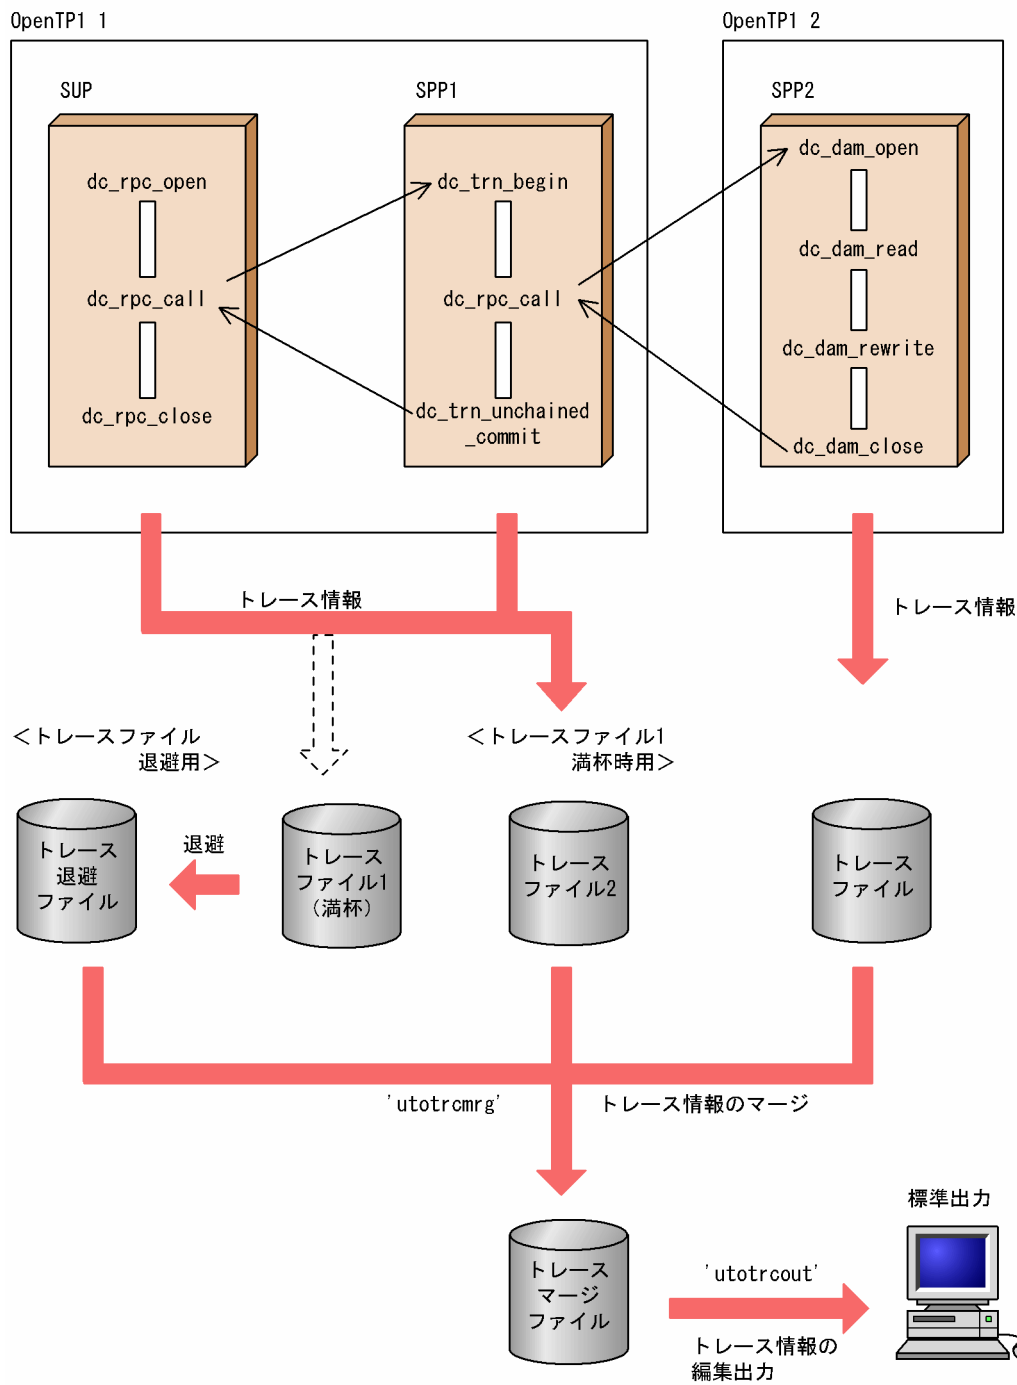 OpenTP1 1
OpenTP1 2
SUP
SPP1
SPP2
dc_rpc_open
dc_rpc_call
dc_rpc_close
dc_trn_begin
dc_rpc_call
dc_trn_unchained
_commit
dc_dam_open
dc_dam_read
dc_dam_rewrite
dc_dam_close
トレース情報
トレース情報
＜トレースファイル
退避用＞
＜トレースファイル1
満杯時用＞
トレース
退避
ファイル
退避
トレース
ファイル1
（満杯）
トレース
ファイル2
トレース
ファイル
'utotrcmrg'
トレース情報のマージ
トレース
マージ
ファイル
'utotrcout'
トレース情報の
編集出力
標準出力